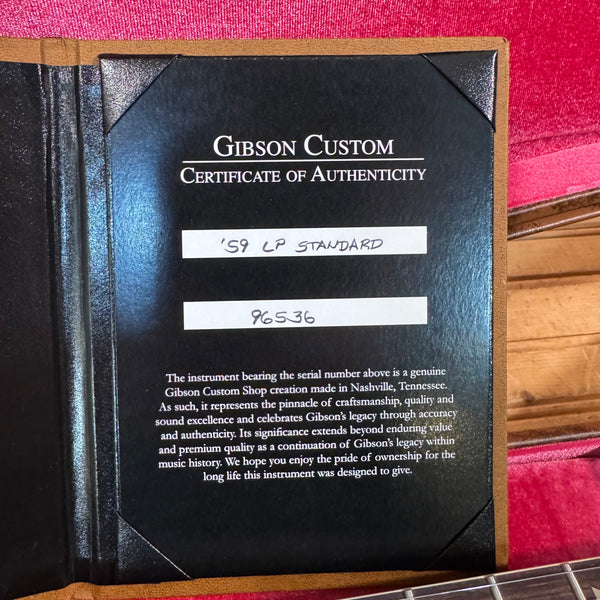 GIBSON CUSTOM
CERTIFICATE OF AUTHENTICITY
'59 LP STANDARD
96536
The instrument bearing the serial number above is a genuine
Gibson Custom Shop creation made in Nashville, Tennessee.
As such, it represents the pinnacle of craftsmanship, quality and
sound excellence and celebrates Gibson's legacy through accuracy
and authenticity. Its significance extends beyond enduring value
and premium quality as a continuation of Gibson's legacy within
music history. We hope you enjoy the pride of ownership for the
long life this instrument was designed to give.